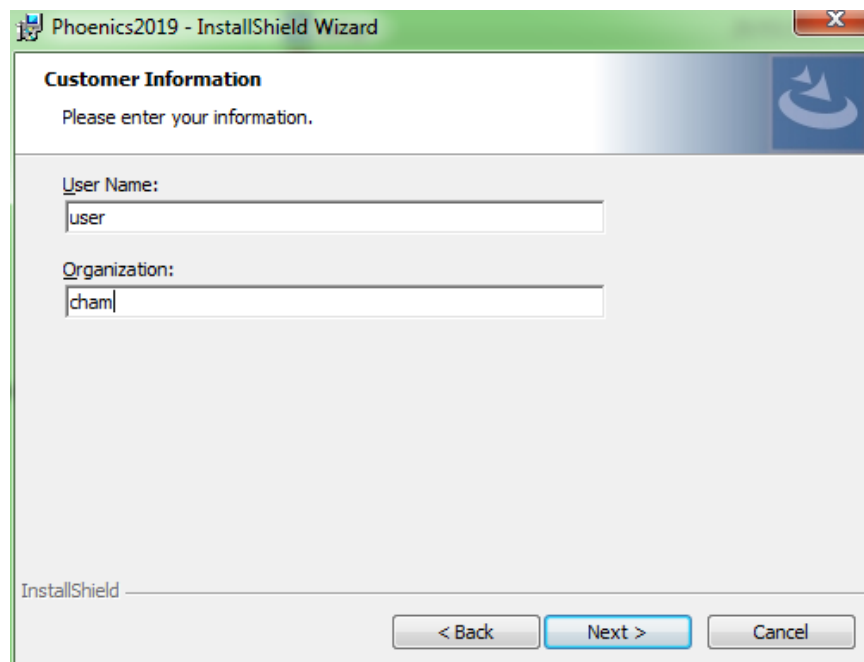 Phoenics2019 - InstallShield Wizard
Customer Information
Please enter your information.
User Name:
user
Organization:
cham
InstallShield
< Back Next > Cancel